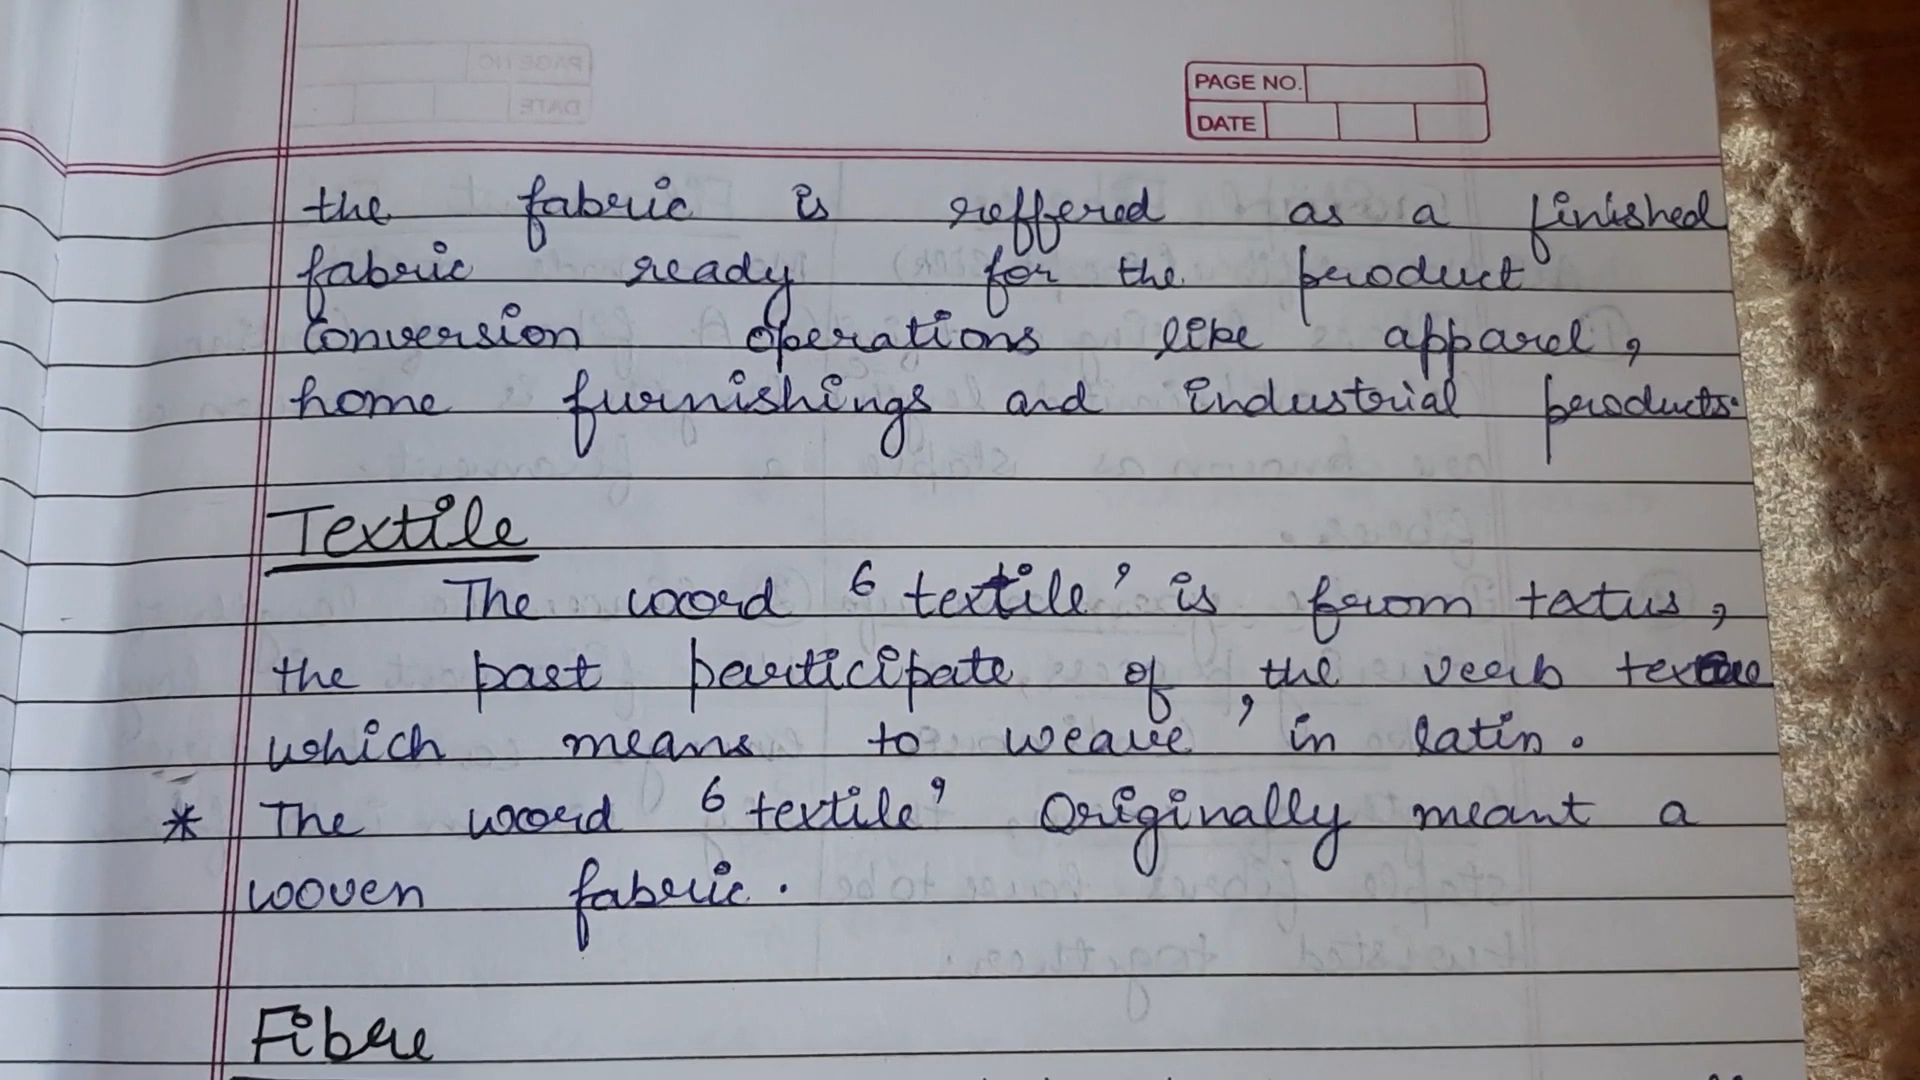 PAGE NO.
DATE
the fabric is reffered as a finished
fabric ready for the product
conversion operations like apparel,
home furnishings and industrial products.
Textile
The word ‘textile’ is from tatus,
the past participate of the verb
which means to weave’ in latin.
* The word ‘textile’ Originally meant a
woven fabric.
Fibre